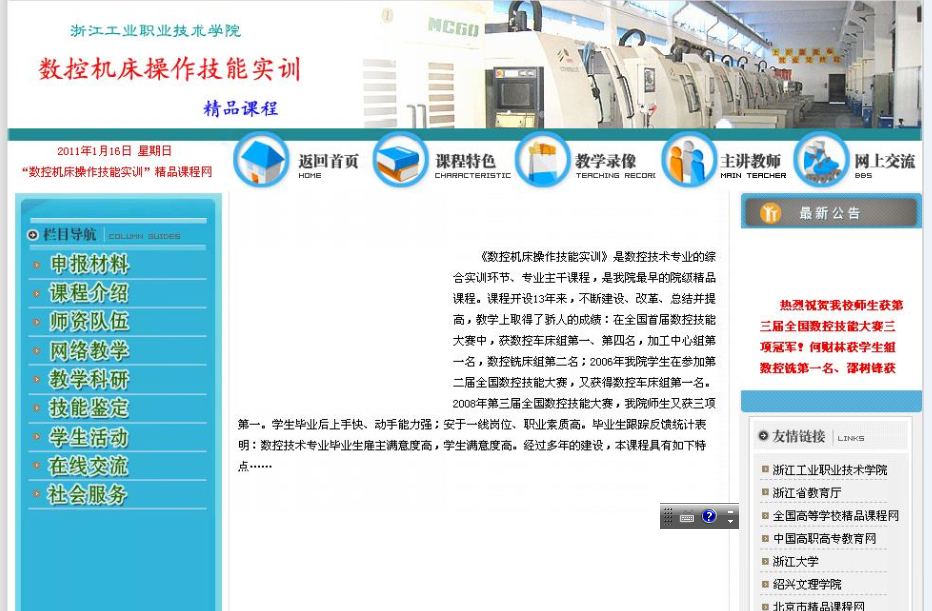 浙江工业职业技术学院
数控机床操作技能实训
精品课程
MCGO
2011年1月16日 星期日
“数控机床操作技能实训”精品课程网
返回首页
HOME
课程特色
CHARACTERISTIC
教学录像
TEACHING RECORD
主讲教师
MAIN TEACHER
网上交流
BBS
栏目导航 COLUMN GUIDES
申报材料
课程介绍
师资队伍
网络教学
教学科研
技能鉴定
学生活动
在线交流
社会服务
《数控机床操作技能实训》是数控技术专业的综
合实训环节、专业主干课程，是我院最早的院级精品
课程。课程开设13年来，不断建设、改革、总结并提
高，教学上取得了骄人的成绩：在全国首届数控技能
大赛中，获数控车床组第一、第四名，加工中心组第
一名，数控铣床组第二名；2006年我院学生在参加第
二届全国数控技能大赛，又获得数控车床组第一名。
2008年第三届全国数控技能大赛，我院师生又获三项
第一。学生毕业后上手快、动手能力强；安于一线岗位、职业素质高。毕业生跟踪反馈统计表
明：数控技术专业毕业生雇主满意度高，学生满意度高。经过多年的建设，本课程具有如下特
点……
最新公告
热烈祝贺我校师生获第
三届全国数控技能大赛三
项冠军！何财林获学生组
数控铣第一名、邵树锋获
友情链接 LINKS
浙江工业职业技术学院
浙江省教育厅
全国高等学校精品课程网
中国高职高专教育网
浙江大学
绍兴文理学院
北京市精品课程网